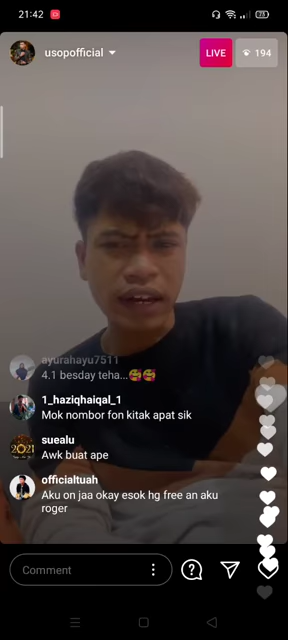 21:42
73
usopofficial
LIVE
194
ayurahayu7511
4.1 besday teha...🥰🥰
1_haziqhaiqal_1
Mok nombor fon kitak apat sik
suealu
Awk buat ape
officialtuah
Aku on jaa okay esok hg free an aku
roger
2021
Comment